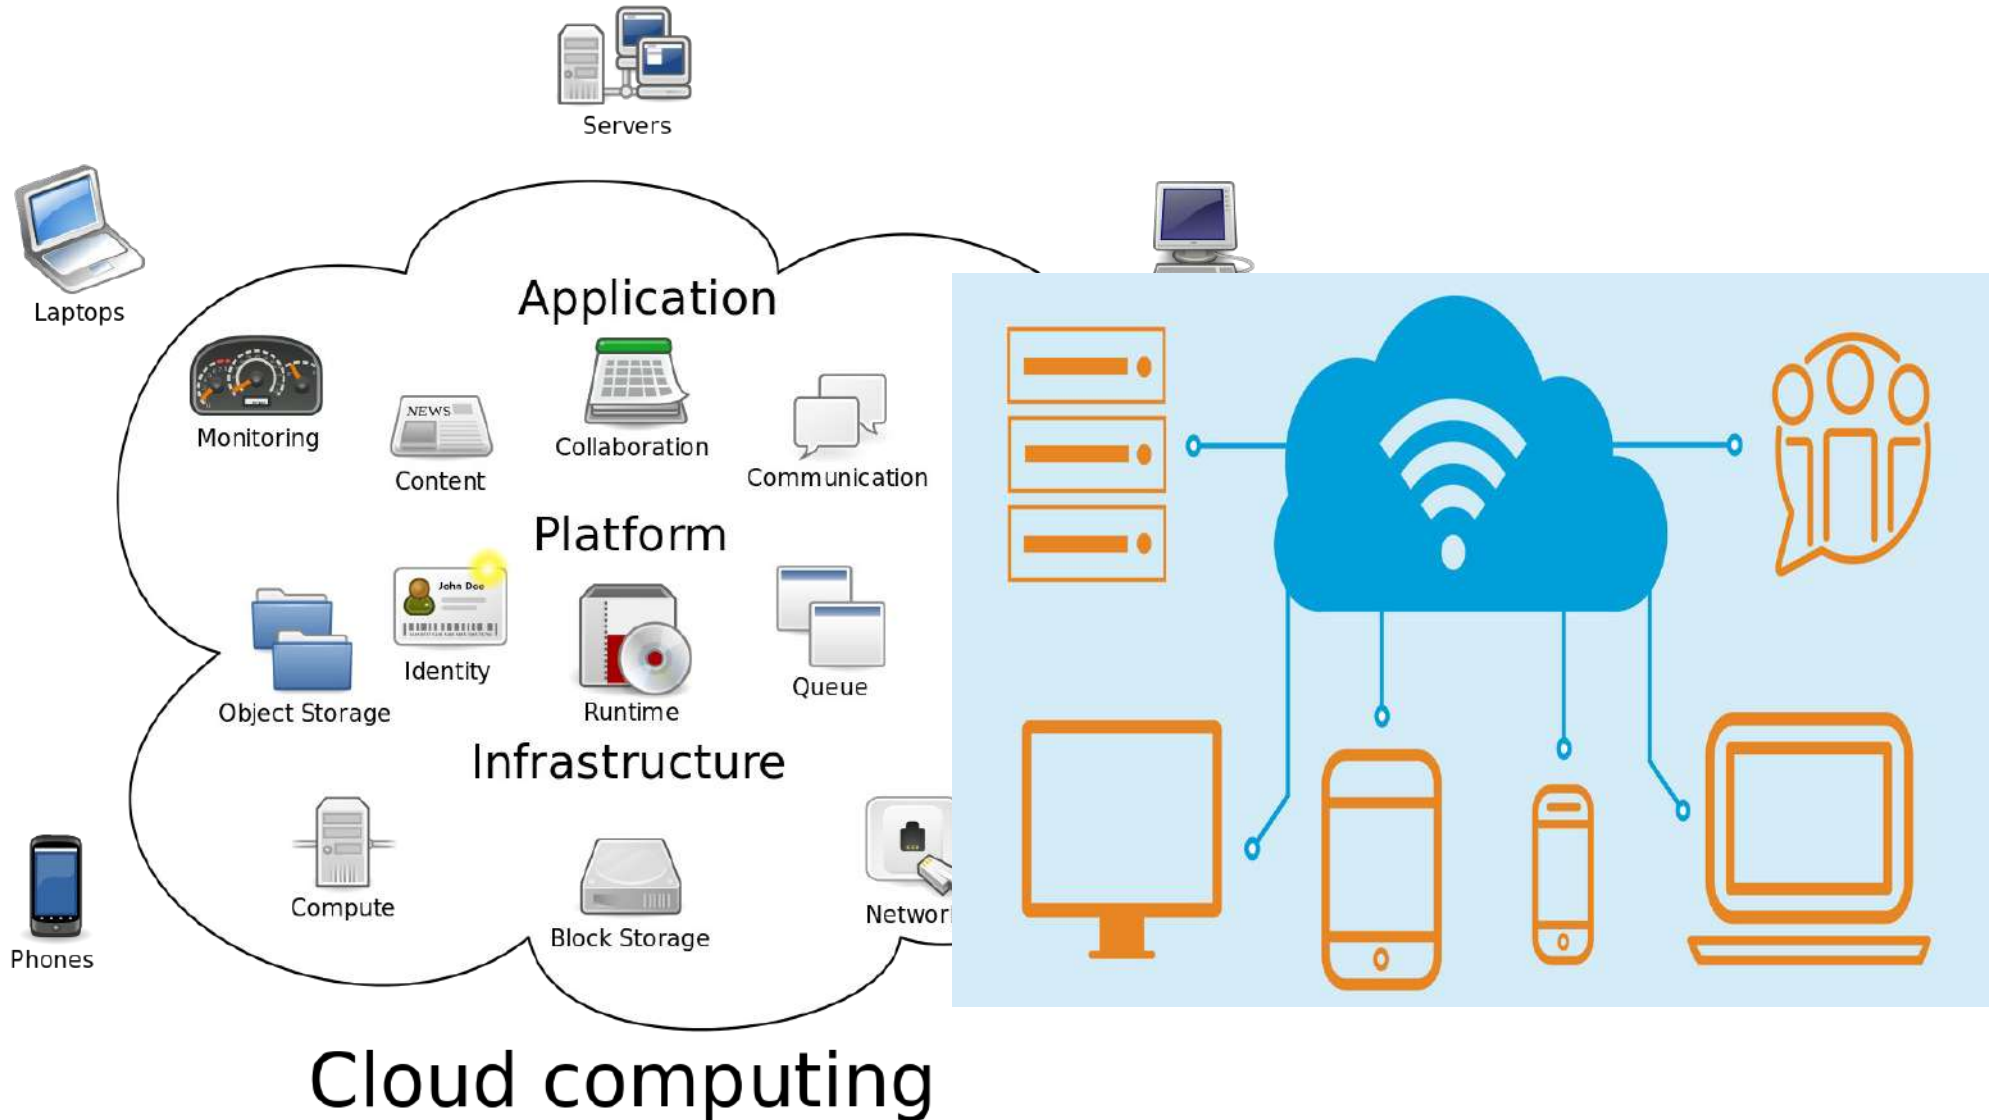 Servers
Laptops
Application
NEWS
Monitoring
Content
Collaboration
Communication
Platform
John Doe
Object Storage
Identity
Runtime
Queue
Infrastructure
Compute
Block Storage
Networ
Phones
Cloud computing